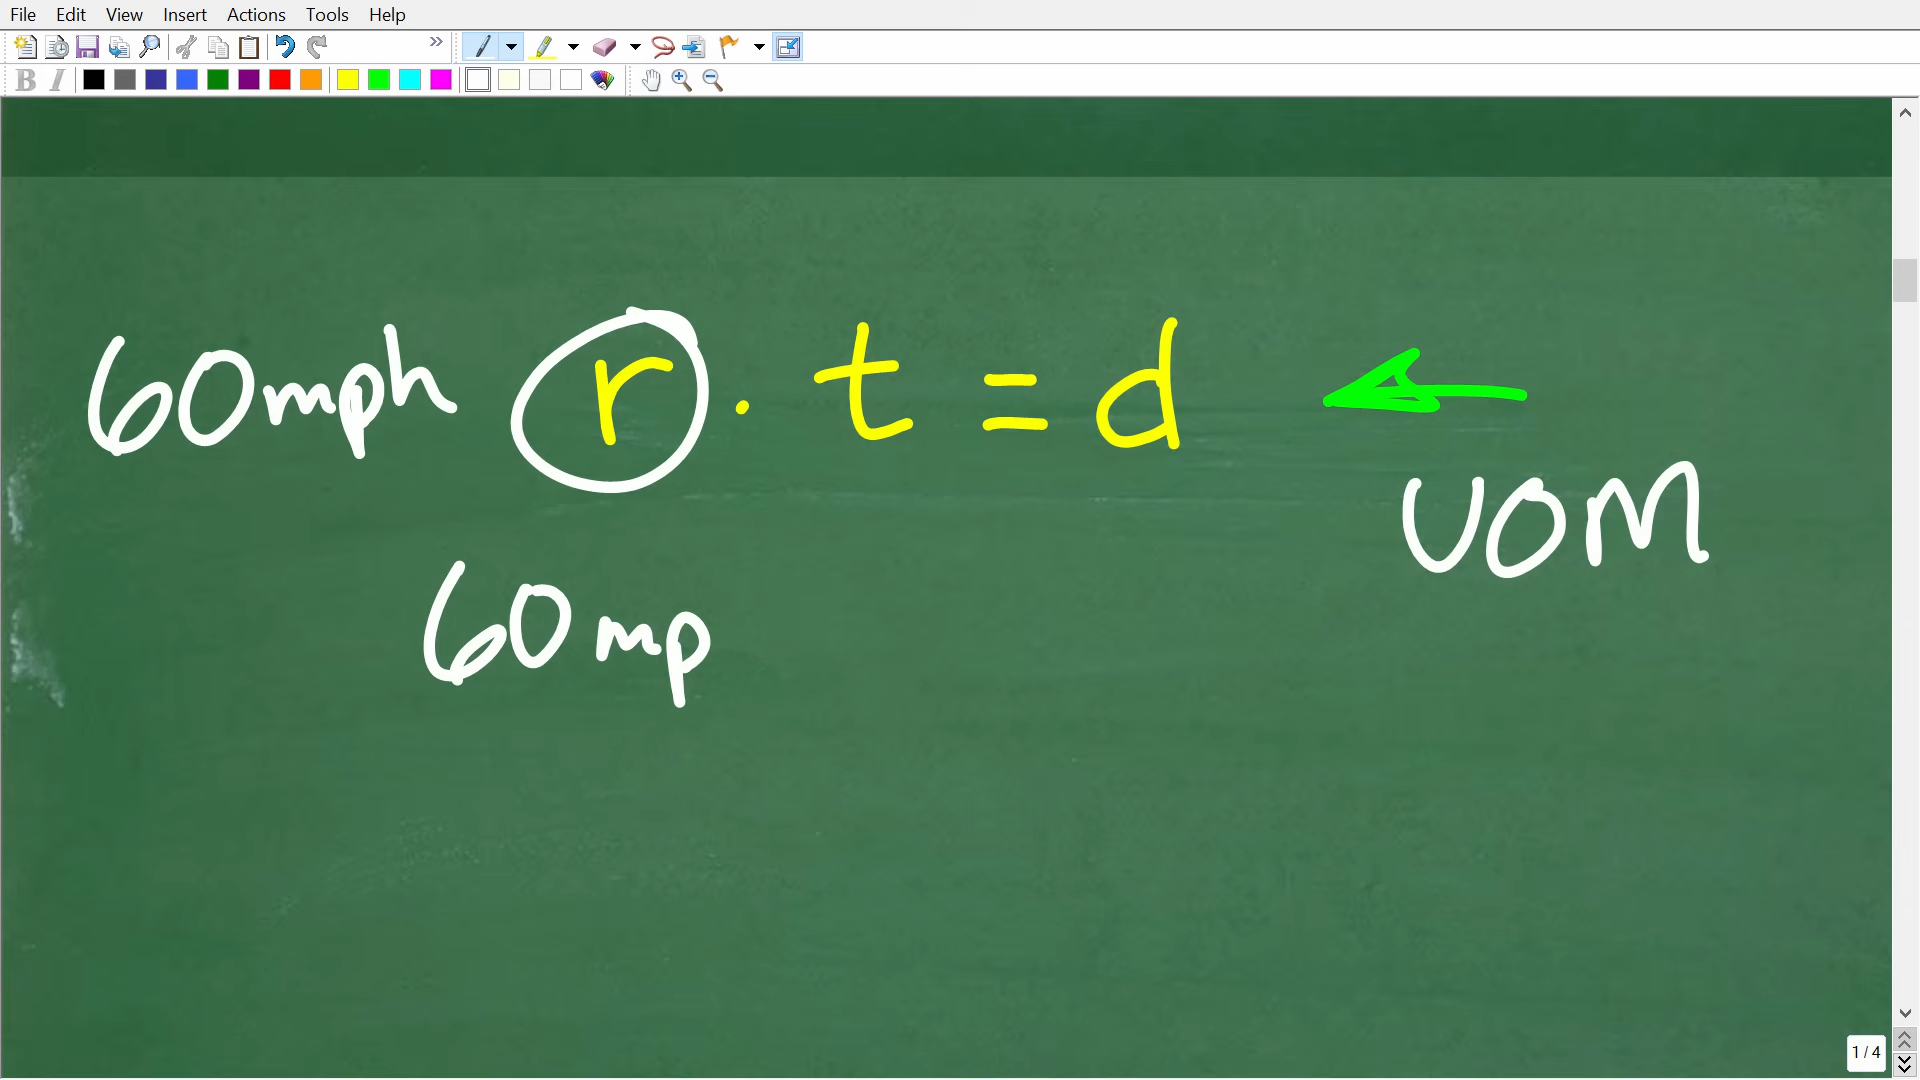 File Edit View Insert Actions Tools Help
B I
60mph r · t = d
UOM
60mp
1 / 4